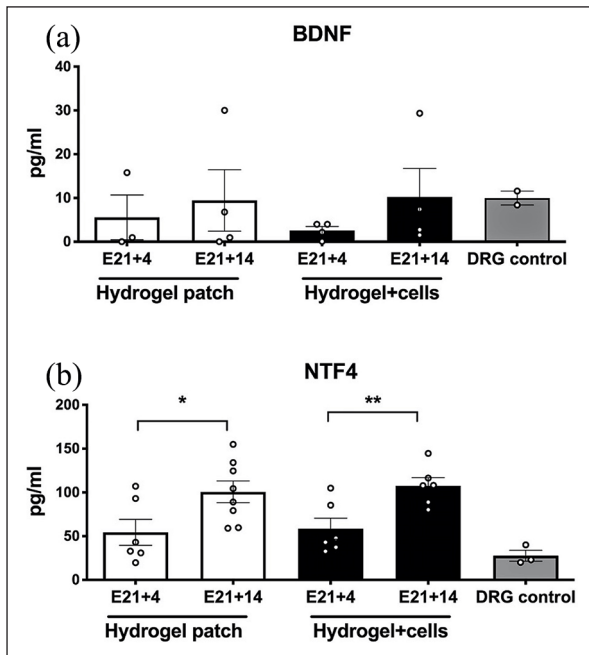 (a)
BDNF
pg/ml
40
30
20
10
0
E21+4 E21+14 E21+4 E21+14 DRG control
Hydrogel patch Hydrogel+cells
(b)
NTF4
pg/ml
200
150
100
50
0
* **
E21+4 E21+14 E21+4 E21+14 DRG control
Hydrogel patch Hydrogel+cells